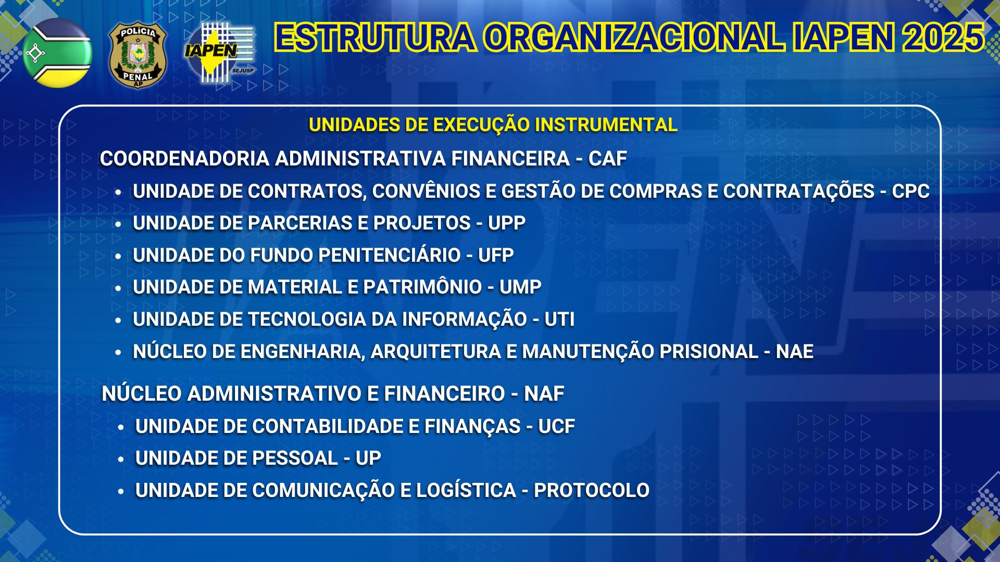 POLÍCIA
PENAL
AP
IAPEN
SEJUSP
ESTRUTURA ORGANIZACIONAL IAPEN 2025
UNIDADES DE EXECUÇÃO INSTRUMENTAL
COORDENADORIA ADMINISTRATIVA FINANCEIRA - CAF
• UNIDADE DE CONTRATOS, CONVÊNIOS E GESTÃO DE COMPRAS E CONTRATAÇÕES - CPC
• UNIDADE DE PARCERIAS E PROJETOS - UPP
• UNIDADE DO FUNDO PENITENCIÁRIO - UFP
• UNIDADE DE MATERIAL E PATRIMÔNIO - UMP
• UNIDADE DE TECNOLOGIA DA INFORMAÇÃO - UTI
• NÚCLEO DE ENGENHARIA, ARQUITETURA E MANUTENÇÃO PRISIONAL - NAE
NÚCLEO ADMINISTRATIVO E FINANCEIRO - NAF
• UNIDADE DE CONTABILIDADE E FINANÇAS - UCF
• UNIDADE DE PESSOAL - UP
• UNIDADE DE COMUNICAÇÃO E LOGÍSTICA - PROTOCOLO